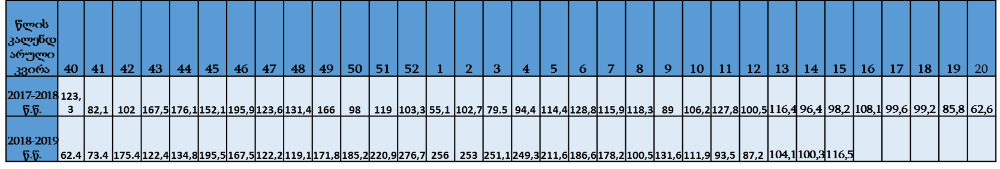 წლის
კალენდ
არული
კვირა 40 41 42 43 44 45 46 47 48 49 50 51 52 1 2 3 4 5 6 7 8 9 10 11 12 13 14 15 16 17 18 19 20
2017-2018 123,
წ.წ. 3 82,1 102 167,5 176,1 152,1 195,9 123,6 131,4 166 98 119 103,3 55,1 102,7 79.5 94,4 114,4 128,8 115,9 118,3 89 106,2 127,8 100,5 116,4 96,4 98,2 108,1 99,6 99,2 85,8 62,6
2018-2019
წ.წ. 62.4 73.4 175.4 122,4 134,8 195,5 167,5 122,2 119,1 171,8 185,2 220,9 276,7 256 253 251,1 249,3 211,6 186,6 178,2 100,5 131,6 111,9 93,5 87,2 104,1 100,3 116,5